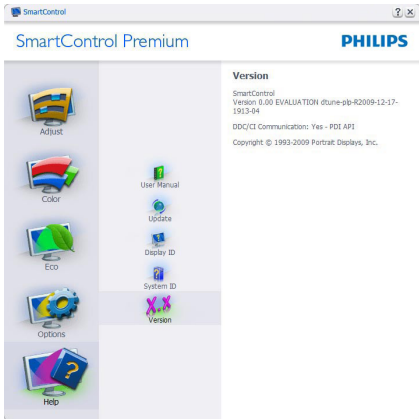 SmartControl
SmartControl Premium
PHILIPS
Adjust
Color
Eco
Options
Help
User Manual
Update
Display ID
System ID
X.X
Version
Version
SmartControl
Version 0.00 EVALUATION dtune-plp-R2009-12-17-
1913-04
DDC/CI Communication: Yes - PDI API
Copyright © 1993-2009 Portrait Displays, Inc.